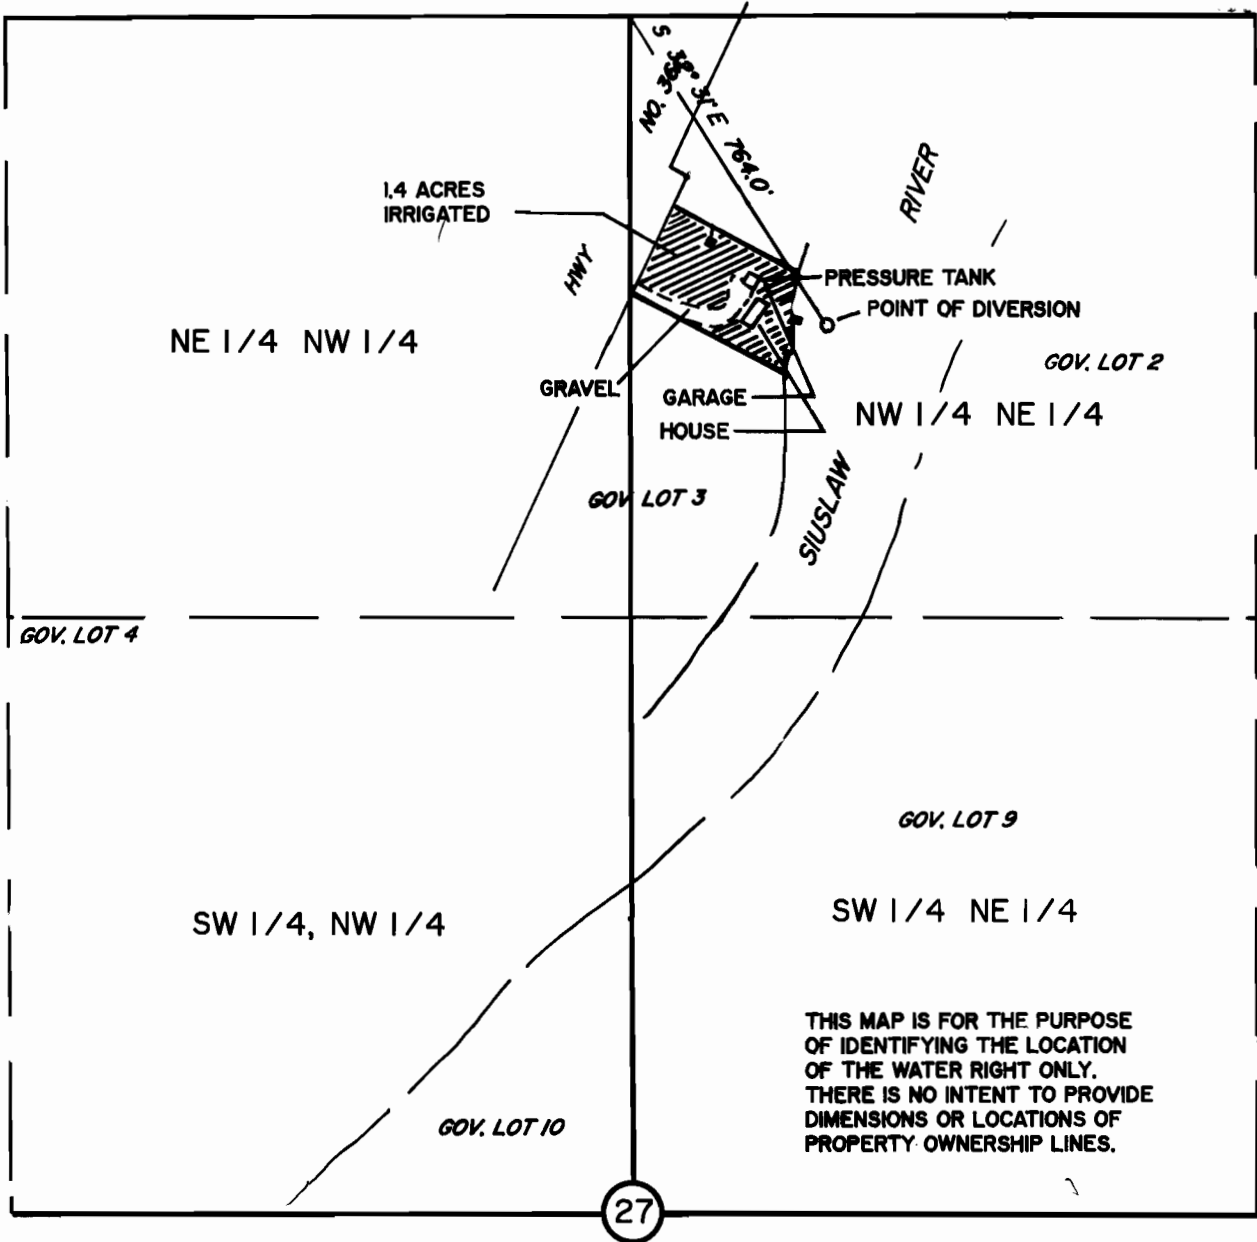 S 38° 31' E 764.0'
NO. 36
RIVER
1.4 ACRES
IRRIGATED
HWY
PRESSURE TANK
POINT OF DIVERSION
NE 1/4 NW 1/4
GOV. LOT 2
GRAVEL
GARAGE
NW 1/4 NE 1/4
HOUSE
SIUSLAW
GOV. LOT 3
GOV. LOT 4
GOV. LOT 9
SW 1/4, NW 1/4
SW 1/4 NE 1/4
THIS MAP IS FOR THE PURPOSE
OF IDENTIFYING THE LOCATION
OF THE WATER RIGHT ONLY.
THERE IS NO INTENT TO PROVIDE
DIMENSIONS OR LOCATIONS OF
PROPERTY OWNERSHIP LINES.
GOV. LOT 10
27